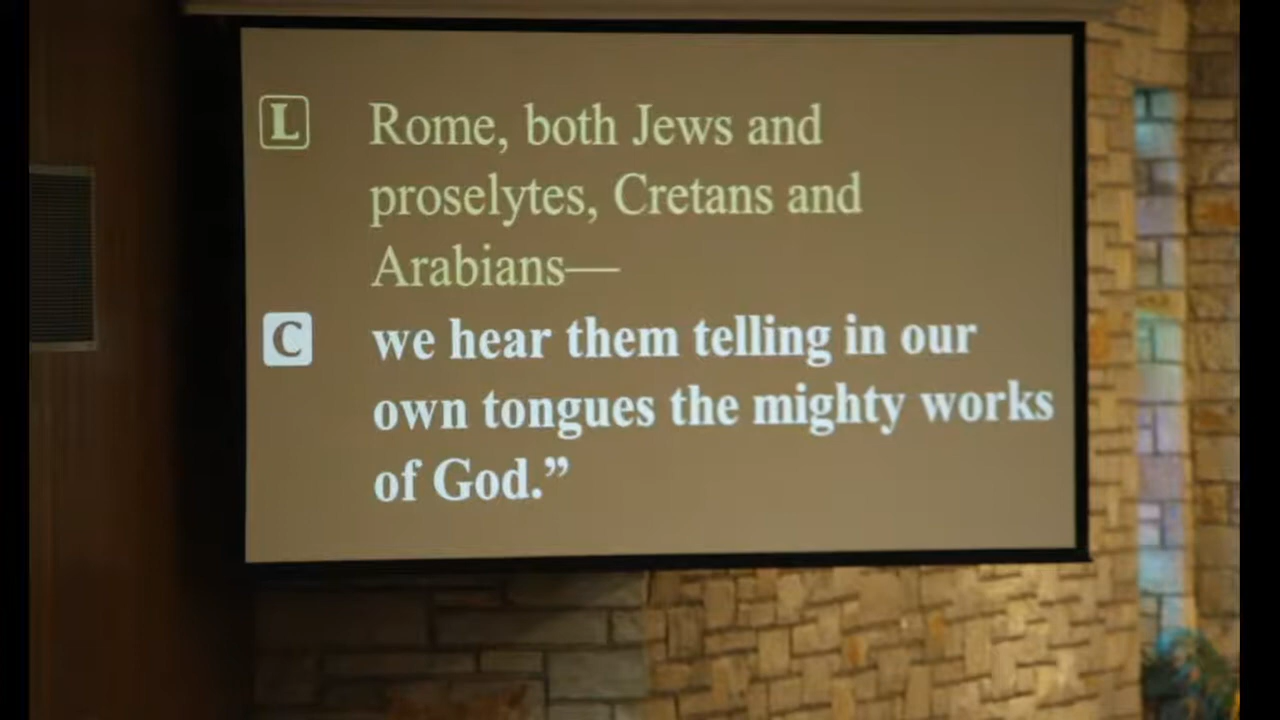 L Rome, both Jews and
proselytes, Cretans and
Arabians—
C we hear them telling in our
own tongues the mighty works
of God.”